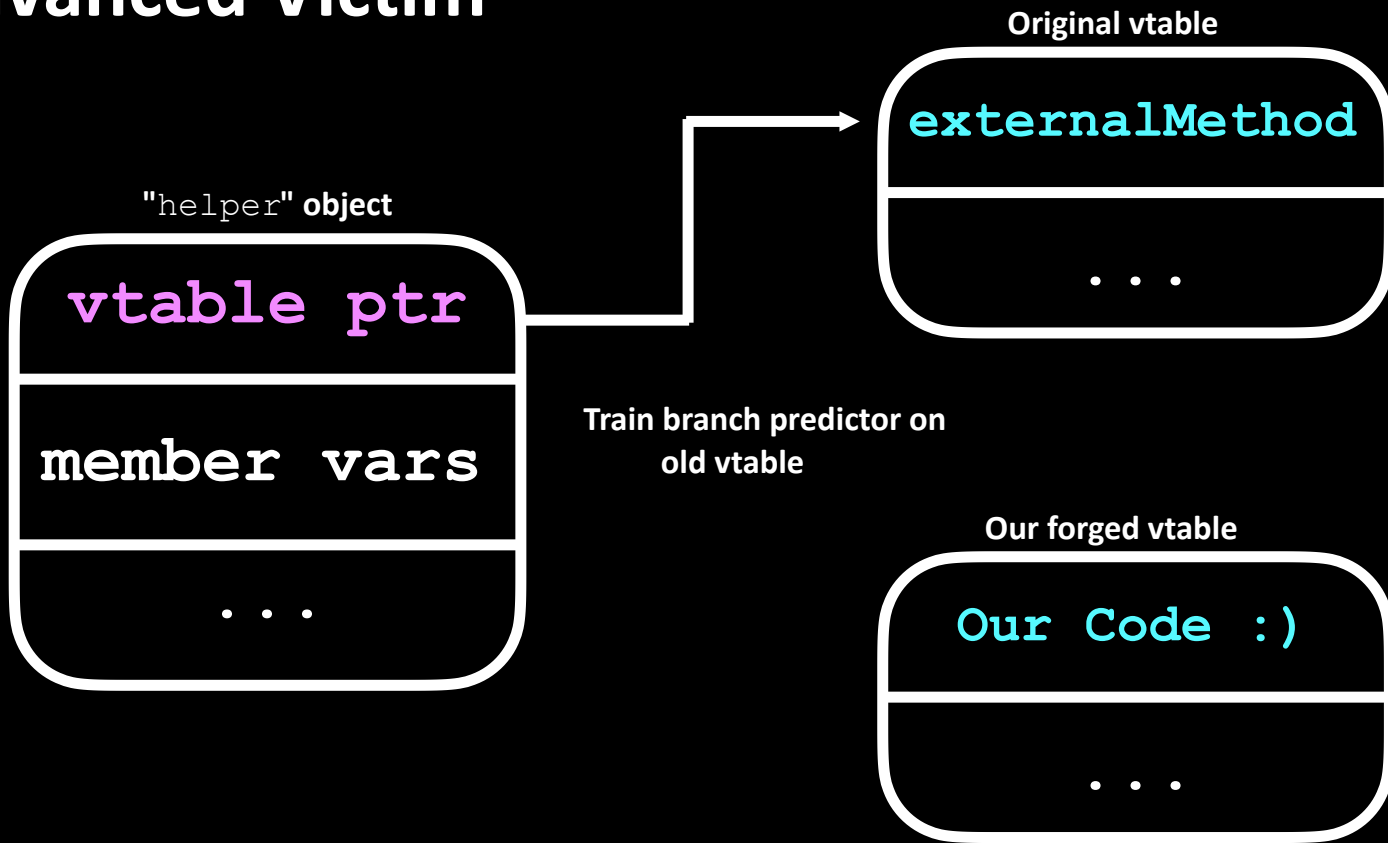 Victim
Original vtable
externalMethod
...
"helper" object
vtable ptr
member vars
...
Train branch predictor on
old vtable
Our forged vtable
Our Code :)
...